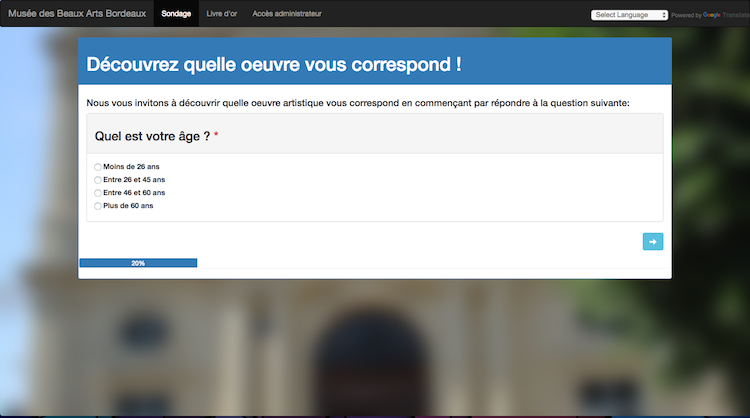 Musée des Beaux Arts Bordeaux Sondage Livre d'or Accès administrateur Select Language Powered by Google Translate
Découvrez quelle oeuvre vous correspond !
Nous vous invitons à découvrir quelle oeuvre artistique vous correspond en commençant par répondre à la question suivante:
Quel est votre âge ? *
Moins de 26 ans
Entre 26 et 45 ans
Entre 46 et 60 ans
Plus de 60 ans
20%